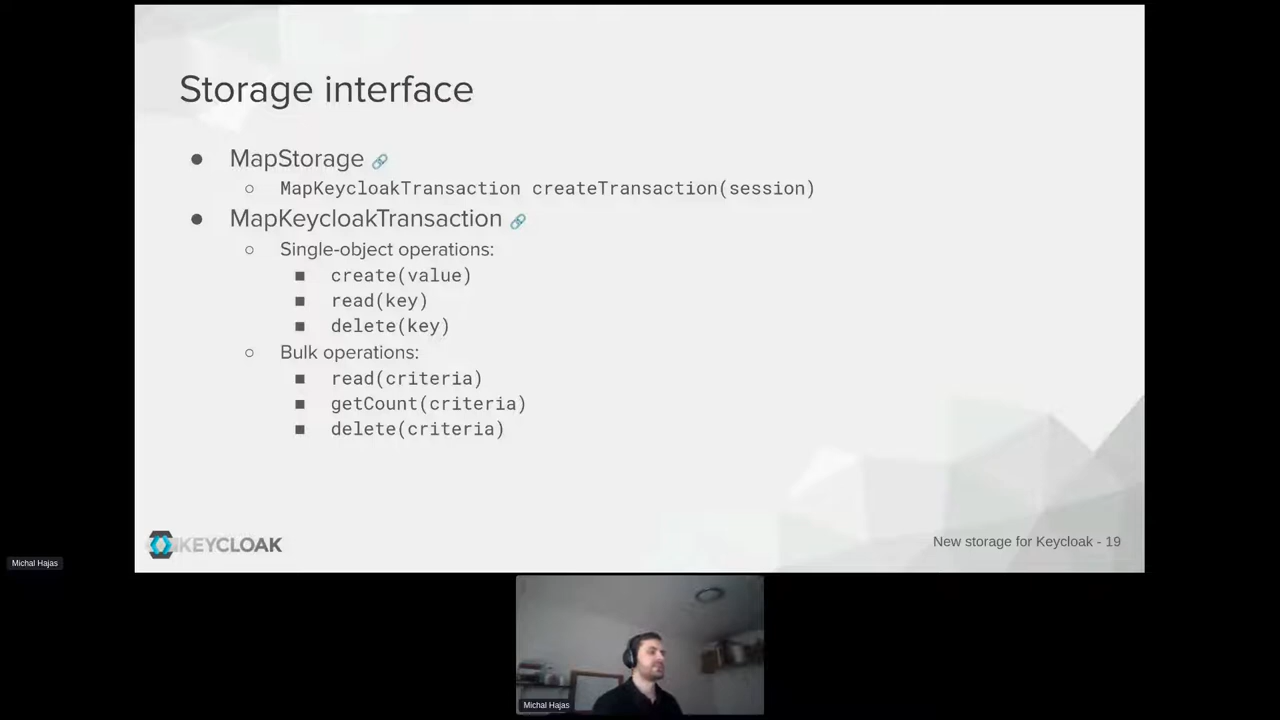 Storage interface
MapStorage
MapKeycloakTransaction createTransaction(session)
MapKeycloakTransaction
Single-object operations:
create(value)
read(key)
delete(key)
Bulk operations:
read(criteria)
getCount(criteria)
delete(criteria)
KEYCLOAK
New storage for Keycloak - 19
Michal Hajas
Michal Hajas